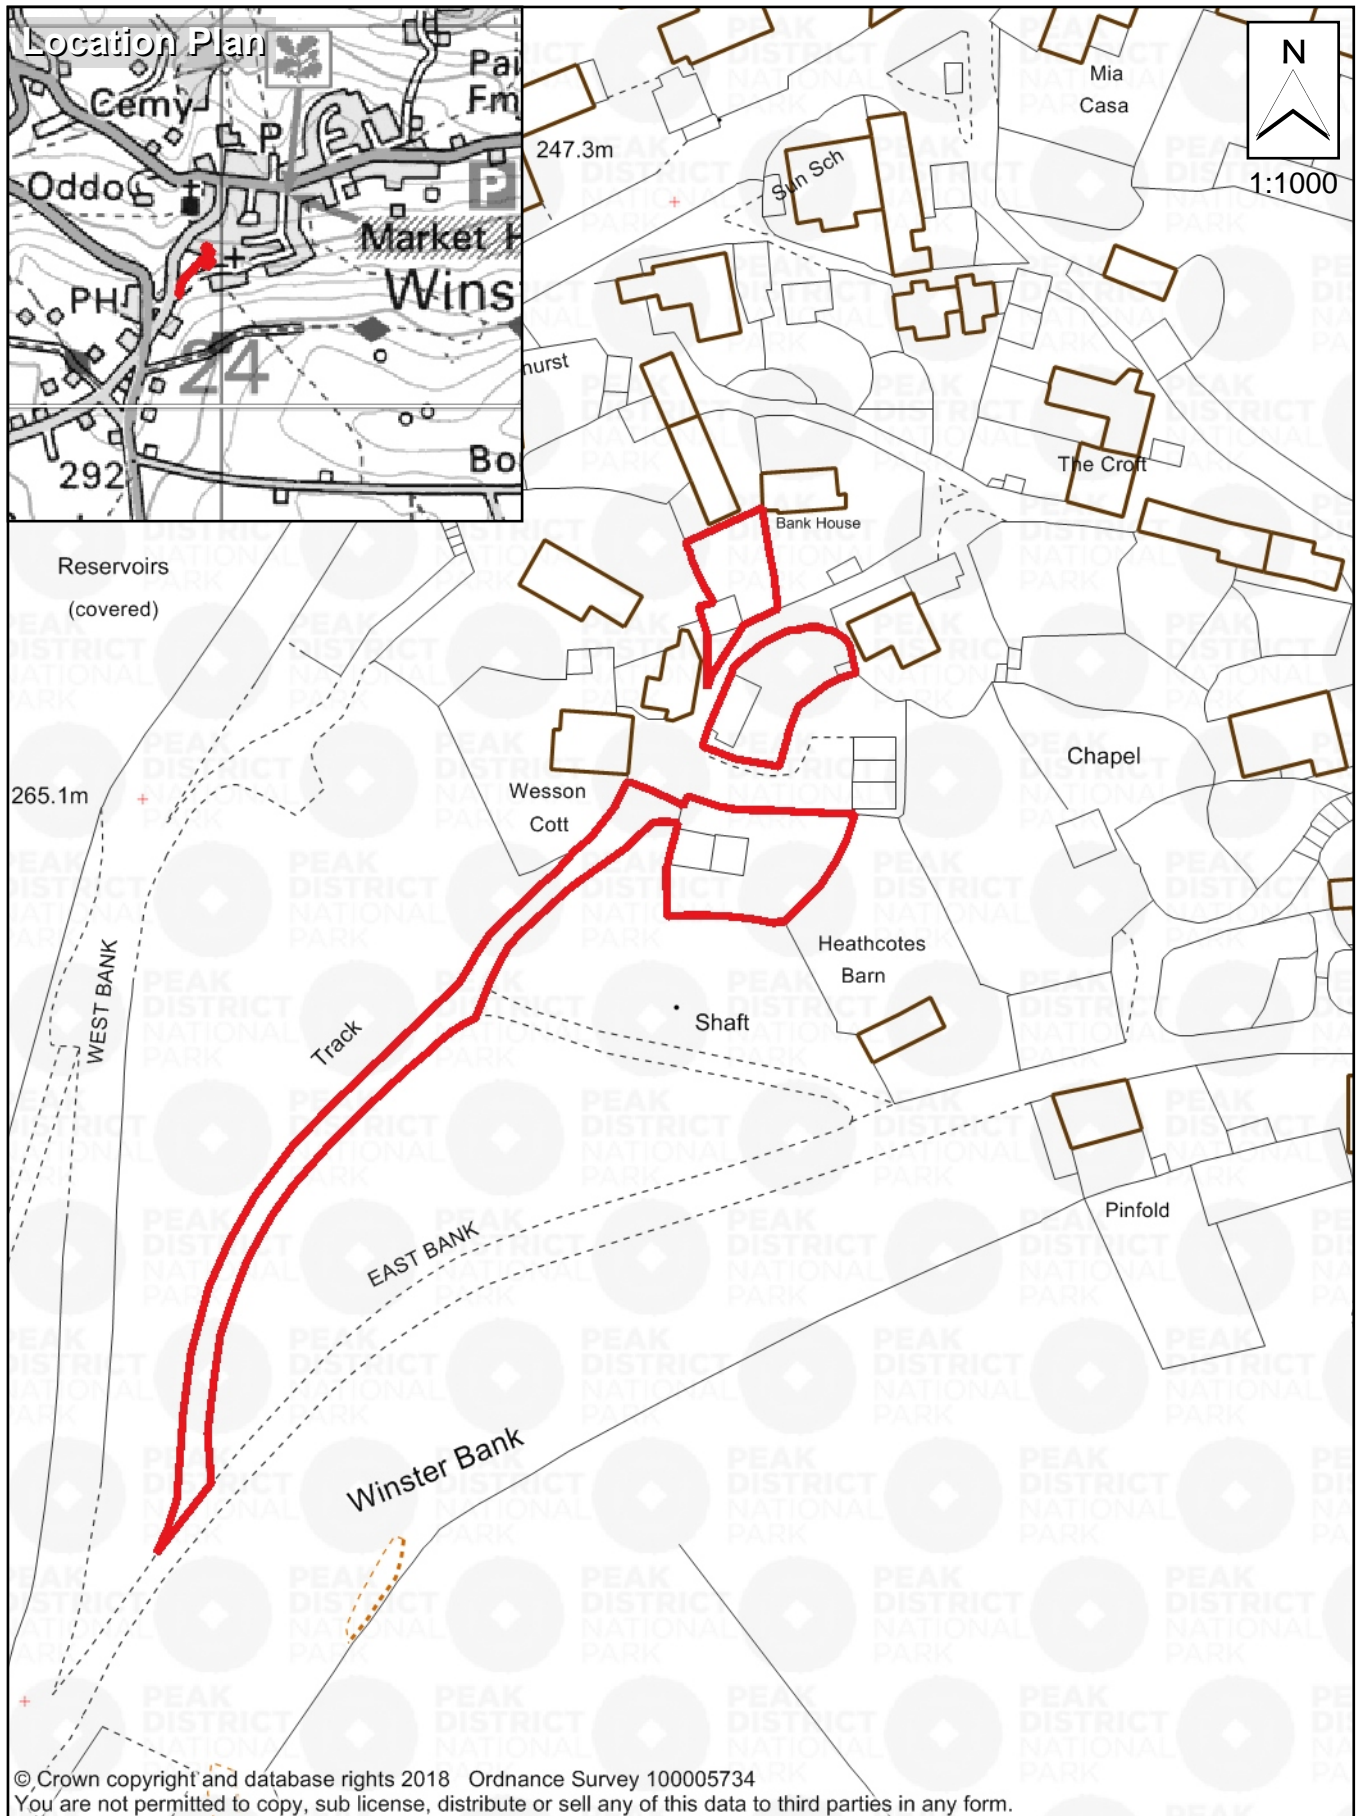 Location Plan
Cemy
P
Pa
Fm
Oddo
Market H
PH
Wins
24
292
Bo
N
1:1000
Mia
Casa
247.3m
Sun Sch
hurst
The Croft
Bank House
Reservoirs
(covered)
265.1m
Wesson
Cott
Chapel
WEST BANK
Heathcotes
Barn
Track
Shaft
Pinfold
EAST BANK
Winster Bank
PEAK
DISTRICT
NATIONAL
PARK
© Crown copyright and database rights 2018 Ordnance Survey 100005734
You are not permitted to copy, sub license, distribute or sell any of this data to third parties in any form.